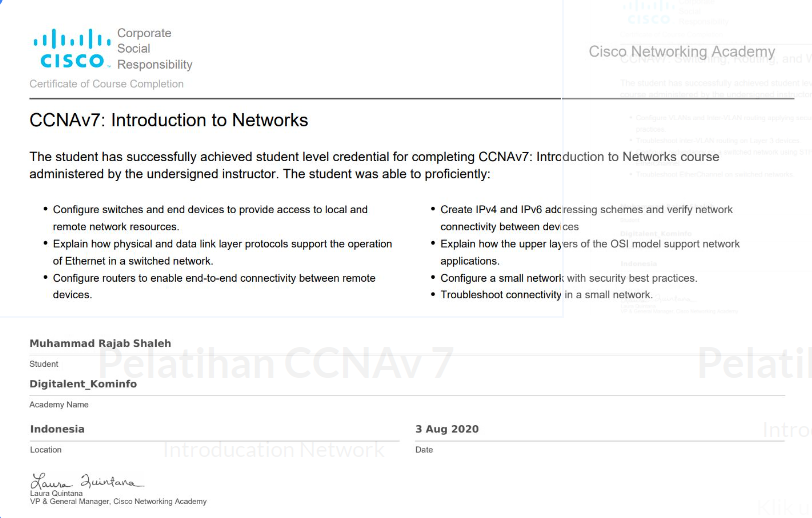 Corporate
Social
Responsibility
CISCO
Certificate of Course Completion
Cisco Networking Academy
CCNAv7: Introduction to Networks
The student has successfully achieved student level credential for completing CCNAv7: Introduction to Networks course
administered by the undersigned instructor. The student was able to proficiently:
• Configure switches and end devices to provide access to local and
remote network resources.
• Explain how physical and data link layer protocols support the operation
of Ethernet in a switched network.
• Configure routers to enable end-to-end connectivity between remote
devices.
• Create IPv4 and IPv6 addressing schemes and verify network
connectivity between devices
• Explain how the upper layers of the OSI model support network
applications.
• Configure a small network with security best practices.
• Troubleshoot connectivity in a small network.
Muhammad Rajab Shaleh
Student
Pelatihan CCNAv 7
Pelati
Digitalent_Kominfo
Academy Name
Indonesia
3 Aug 2020
Introd
Location
Introducation Network
Date
Laura Quintana
Laura Quintana
VP & General Manager, Cisco Networking Academy